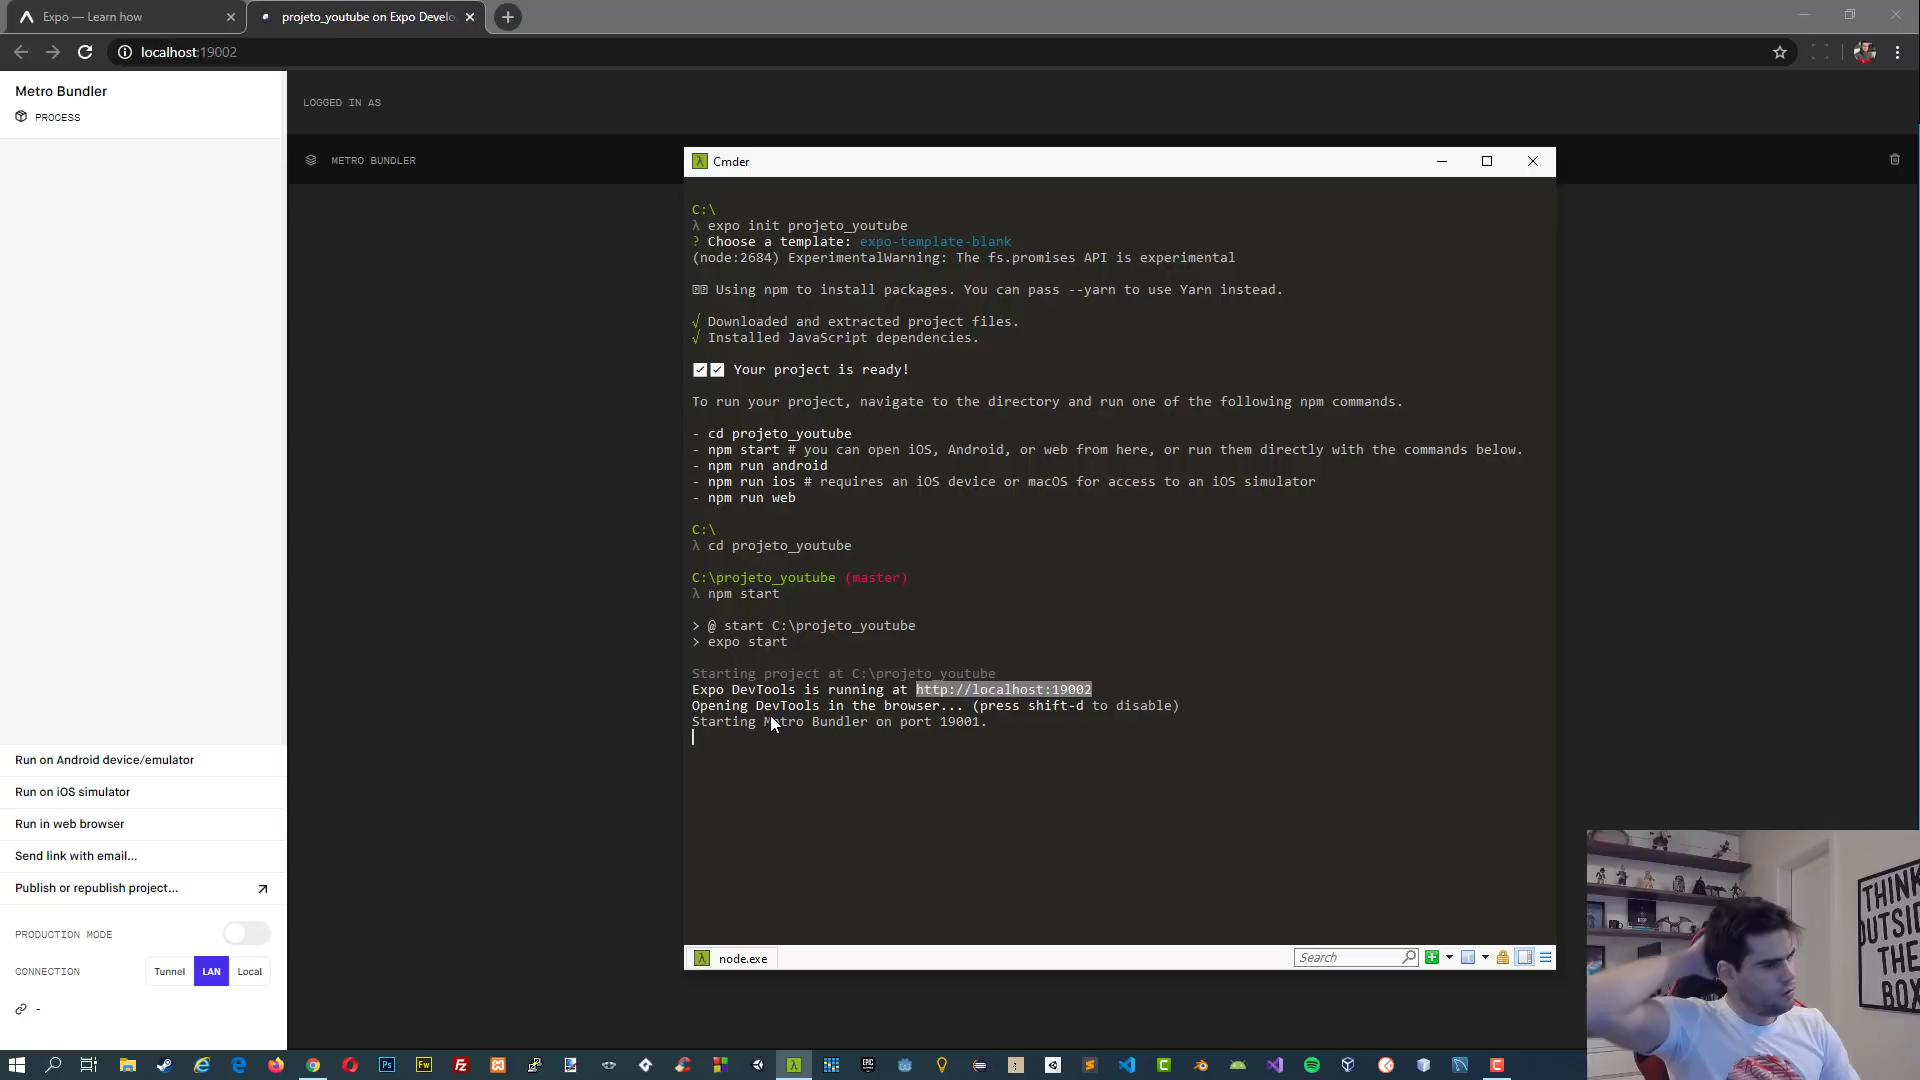 Expo — Learn how
projeto_youtube on Expo Develo
localhost:19002
Metro Bundler
PROCESS
LOGGED IN AS
METRO BUNDLER
Cmder
C:\
λ expo init projeto_youtube
? Choose a template: expo-template-blank
(node:2684) ExperimentalWarning: The fs.promises API is experimental
Using npm to install packages. You can pass --yarn to use Yarn instead.
√ Downloaded and extracted project files.
√ Installed JavaScript dependencies.
Your project is ready!
To run your project, navigate to the directory and run one of the following npm commands.
- cd projeto_youtube
- npm start # you can open iOS, Android, or web from here, or run them directly with the commands below.
- npm run android
- npm run ios # requires an iOS device or macOS for access to an iOS simulator
- npm run web
C:\
λ cd projeto_youtube
C:\projeto_youtube (master)
λ npm start
> @ start C:\projeto_youtube
> expo start
Starting project at C:\projeto_youtube
Expo DevTools is running at http://localhost:19002
Opening DevTools in the browser... (press shift-d to disable)
Starting Metro Bundler on port 19001.
Run on Android device/emulator
Run on iOS simulator
Run in web browser
Send link with email...
Publish or republish project...
PRODUCTION MODE
CONNECTION
Tunnel
LAN
Local
-
node.exe
Search
THINK
OUTSIDE
THE
BOX